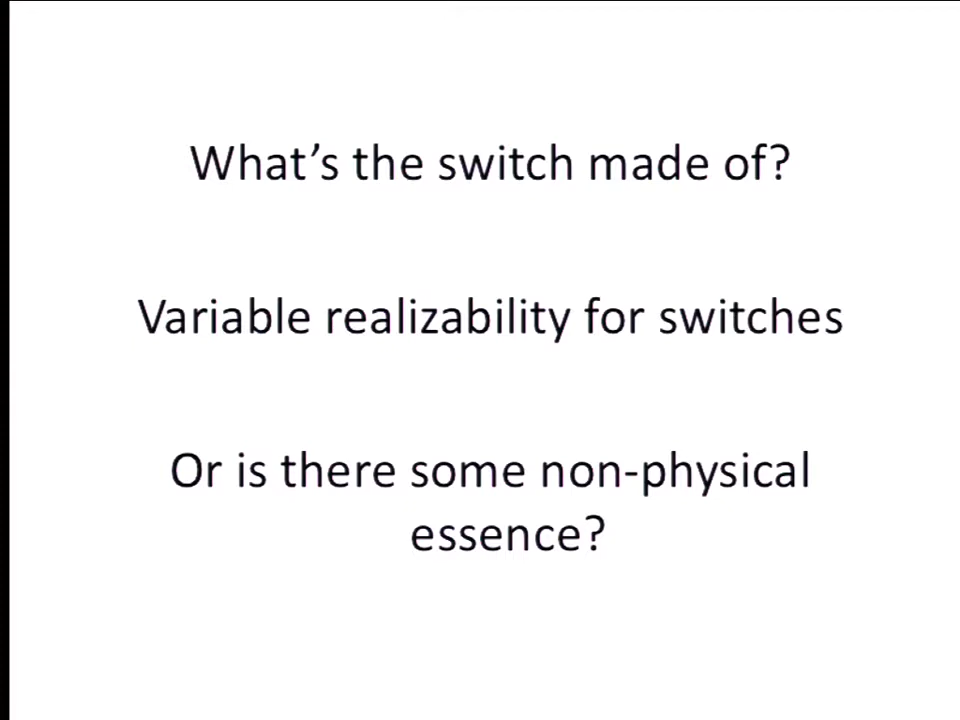 What’s the switch made of?
Variable realizability for switches
Or is there some non-physical
essence?